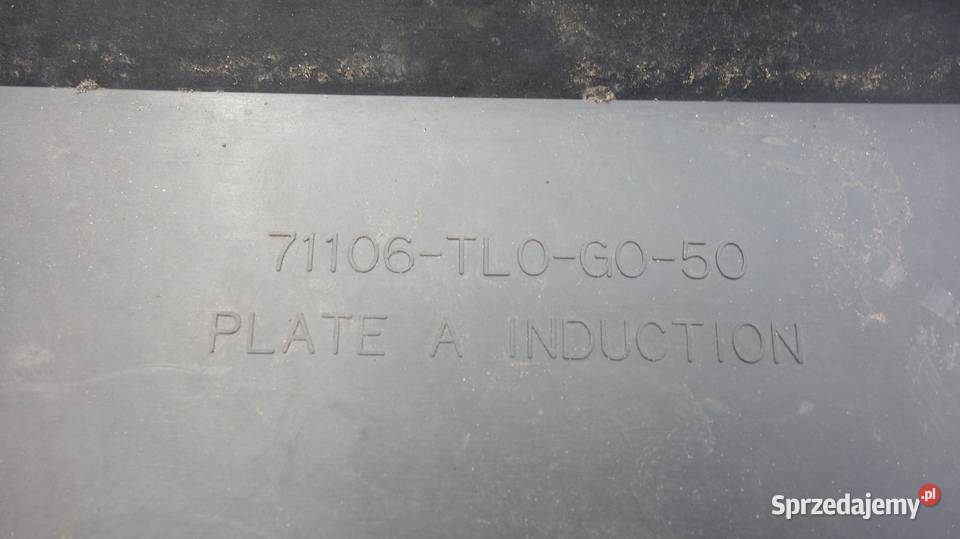 71106-TL0-G0-50
PLATE A INDUCTION
Sprzedajemy.pl